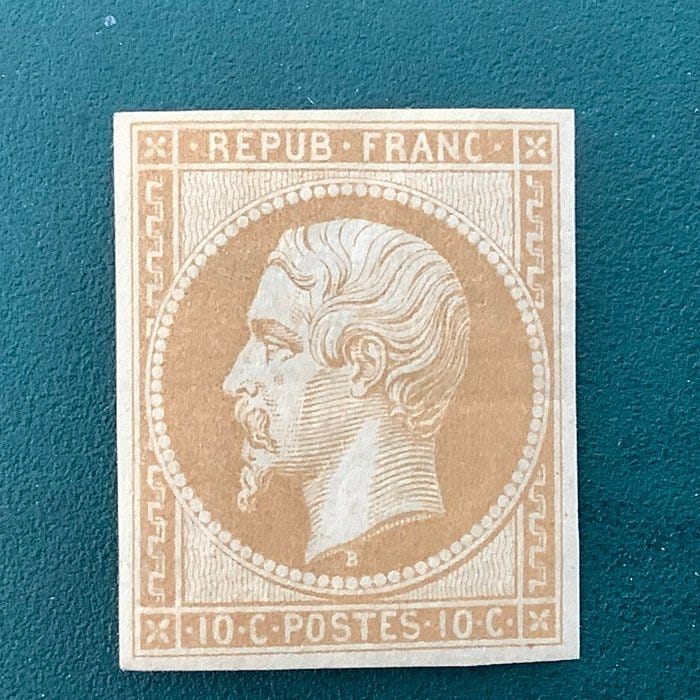 · REPUB · FRANC ·
B
· 10 · C · POSTES · 10 · C ·